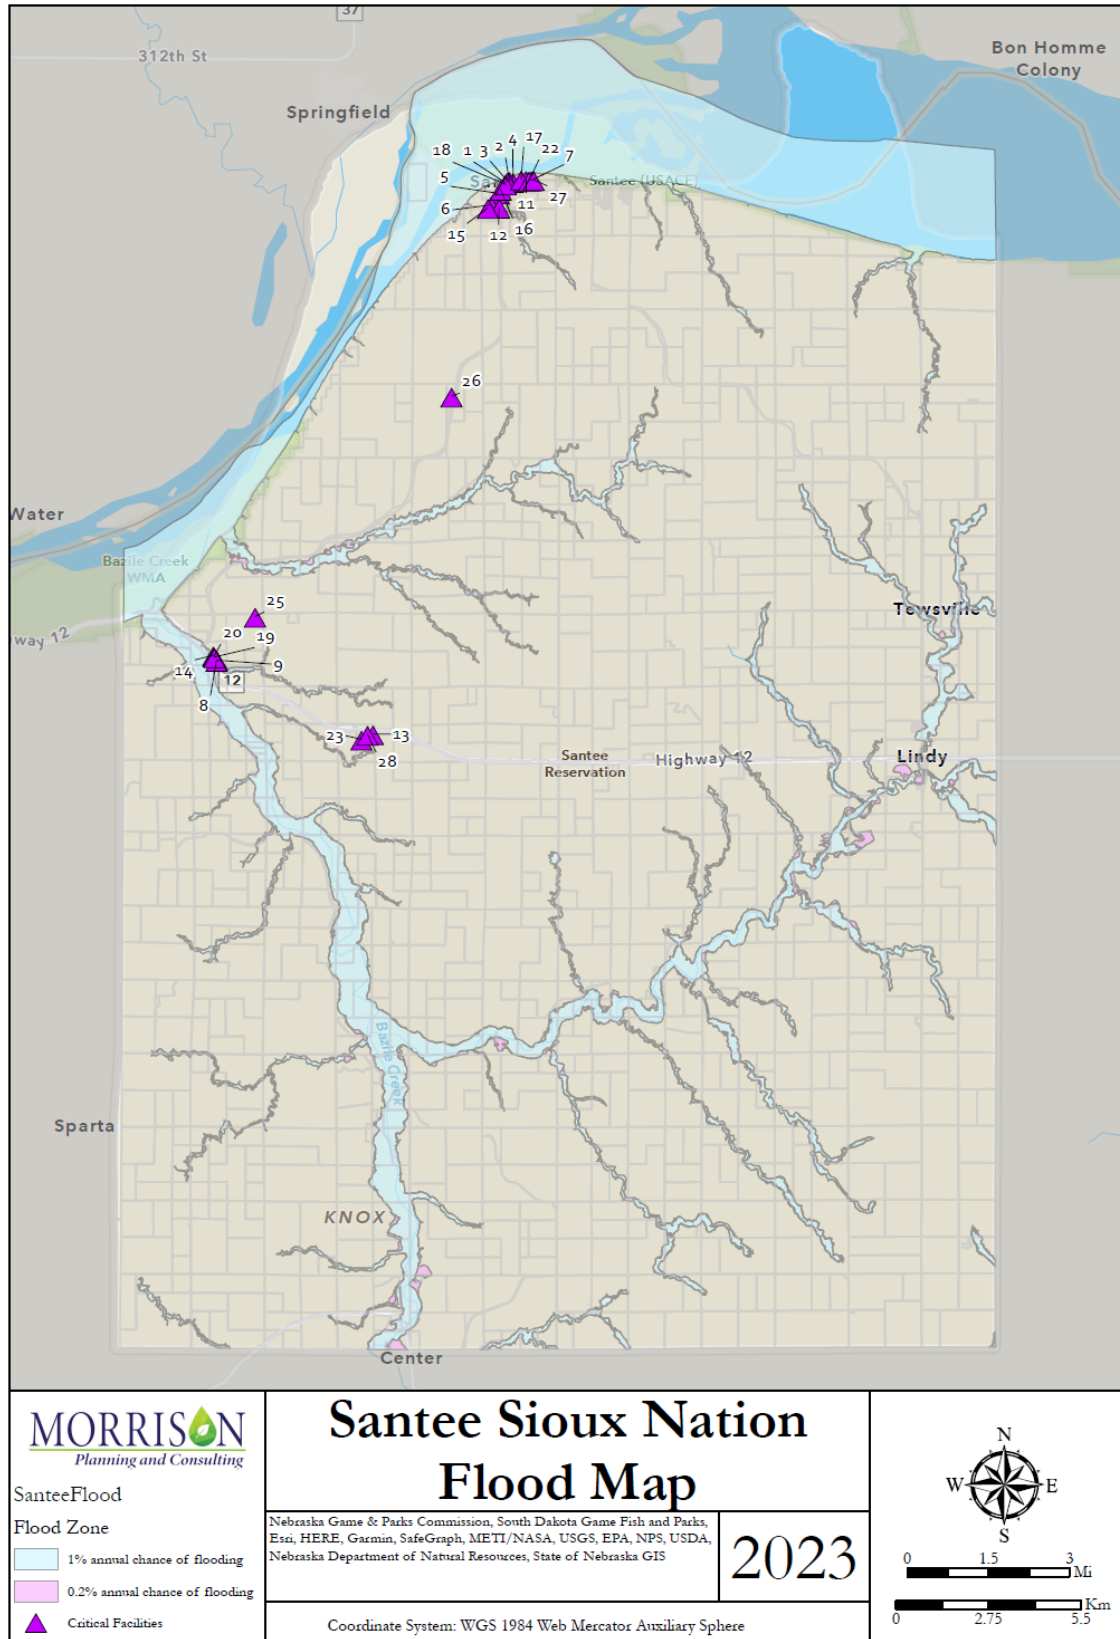 37
312th St
Bon Homme
Colony
Springfield
18
1
3
2
4
17
22
7
5
Santee (USACE)
27
11
6
15
12
16
26
Water
Bazile Creek
WMA
25
Tewsville
20
19
14
9
12
8
23
13
28
Santee
Reservation
Highway 12
Lindy
Bazile Creek
Sparta
KNOX
Center
MORRISON
Planning and Consulting
SanteeFlood
Flood Zone
1% annual chance of flooding
0.2% annual chance of flooding
Critical Facilities
Santee Sioux Nation
Flood Map
Nebraska Game & Parks Commission, South Dakota Game Fish and Parks,
Esri, HERE, Garmin, SafeGraph, METI/NASA, USGS, EPA, NPS, USDA,
Nebraska Department of Natural Resources, State of Nebraska GIS
2023
Coordinate System: WGS 1984 Web Mercator Auxiliary Sphere
N
W
E
S
0 1.5 3
Mi
Km
0 2.75 5.5